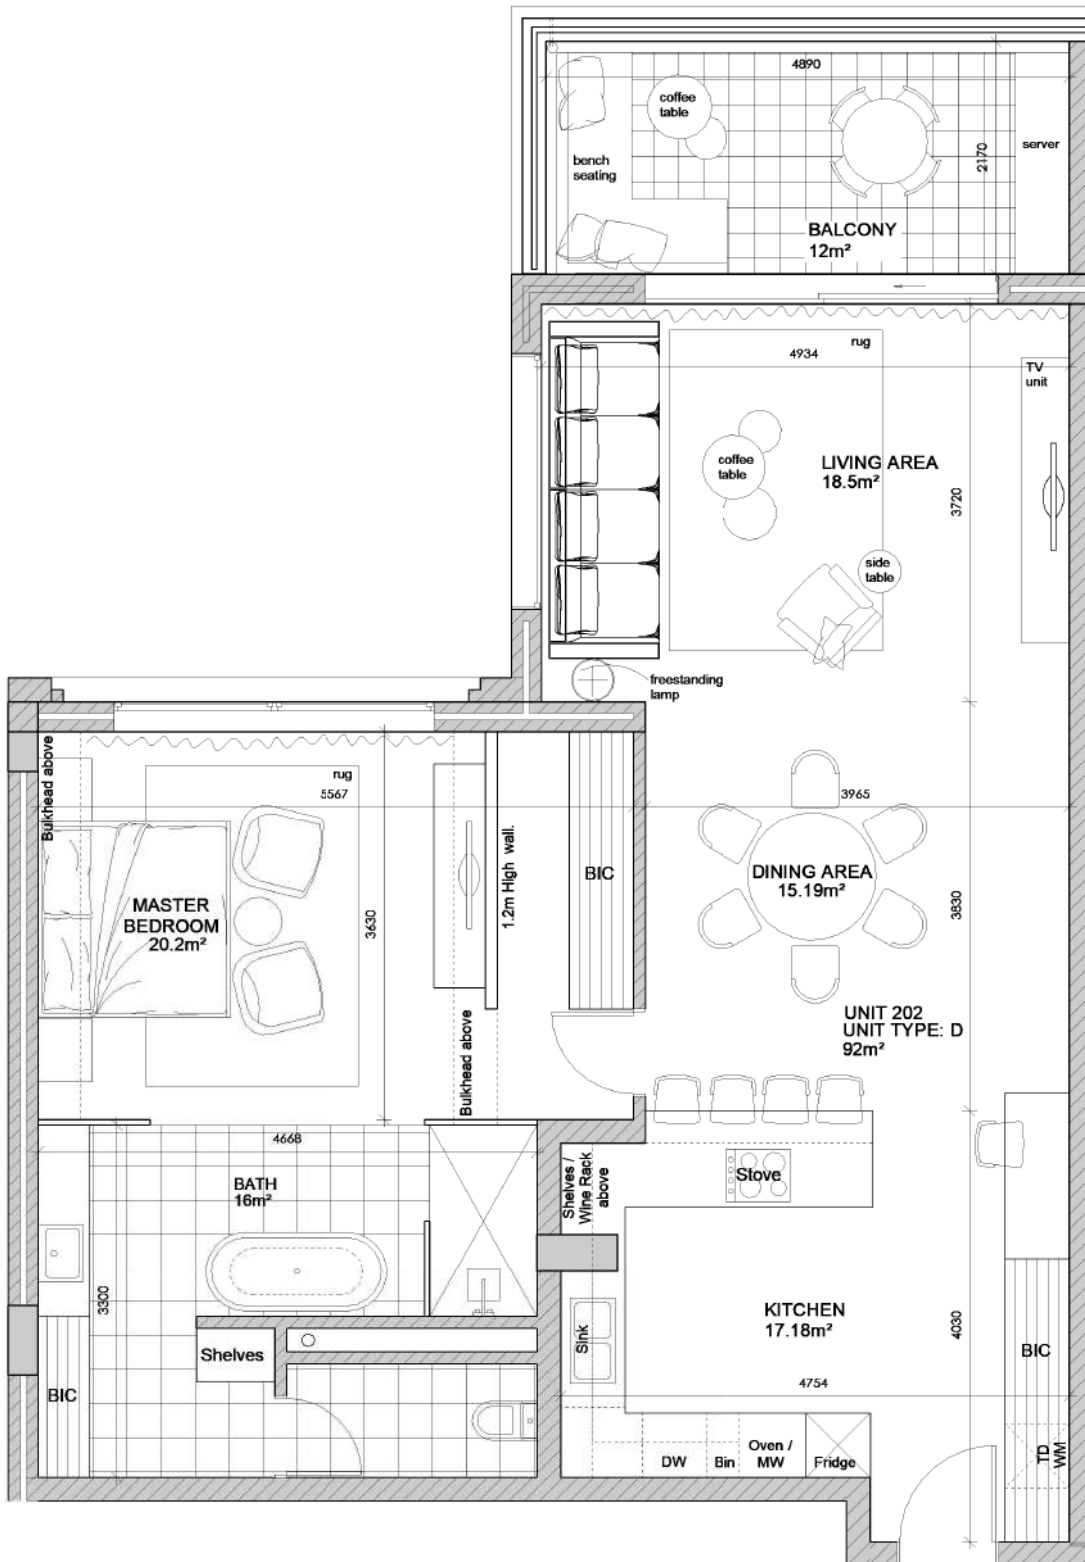 4890
coffee
table
bench
seating
server
2170
BALCONY
12m²
rug
4934
TV
unit
coffee
table
LIVING AREA
18.5m²
3720
side
table
freestanding
lamp
Bulkhead above
rug
5567
3965
1.2m High wall.
BIC
MASTER
BEDROOM
20.2m²
3630
DINING AREA
15.19m²
3830
UNIT 202
UNIT TYPE: D
92m²
Bulkhead above
4668
BATH
16m²
Shelves /
Wine Rack
above
Stove
3300
Shelves
BIC
Sink
KITCHEN
17.18m²
4030
BIC
4754
DW
Bin
Oven /
MW
Fridge
TD
WM